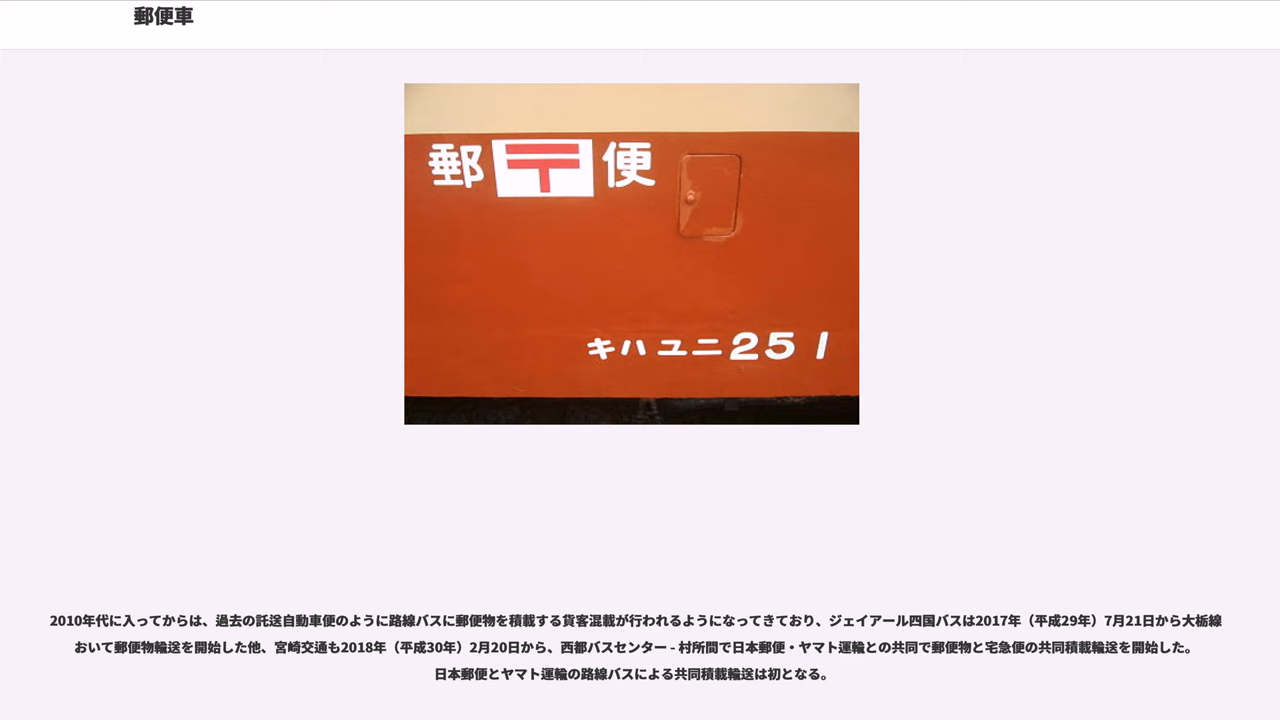 郵便車
郵〒便
キハユニ251
2010年代に入ってからは、過去の託送自動車便のように路線バスに郵便物を積載する貨客混載が行われるようになってきており、ジェイアール四国バスは2017年（平成29年）7月21日から大栃線
おいて郵便物輸送を開始した他、宮崎交通も2018年（平成30年）2月20日から、西都バスセンター - 村所間で日本郵便・ヤマト運輸との共同で郵便物と宅急便の共同積載輸送を開始した。
日本郵便とヤマト運輸の路線バスによる共同積載輸送は初となる。